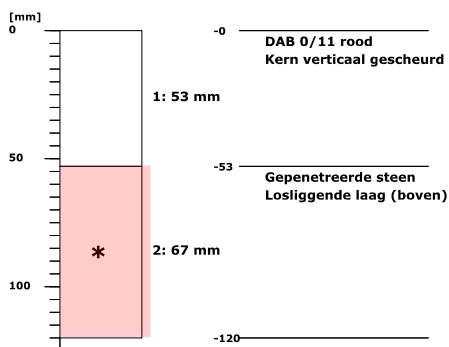 [mm]
0
-0
DAB 0/11 rood
Kern verticaal gescheurd
1: 53 mm
50
-53
Gepenetreerde steen
Losliggende laag (boven)
*
2: 67 mm
100
-120